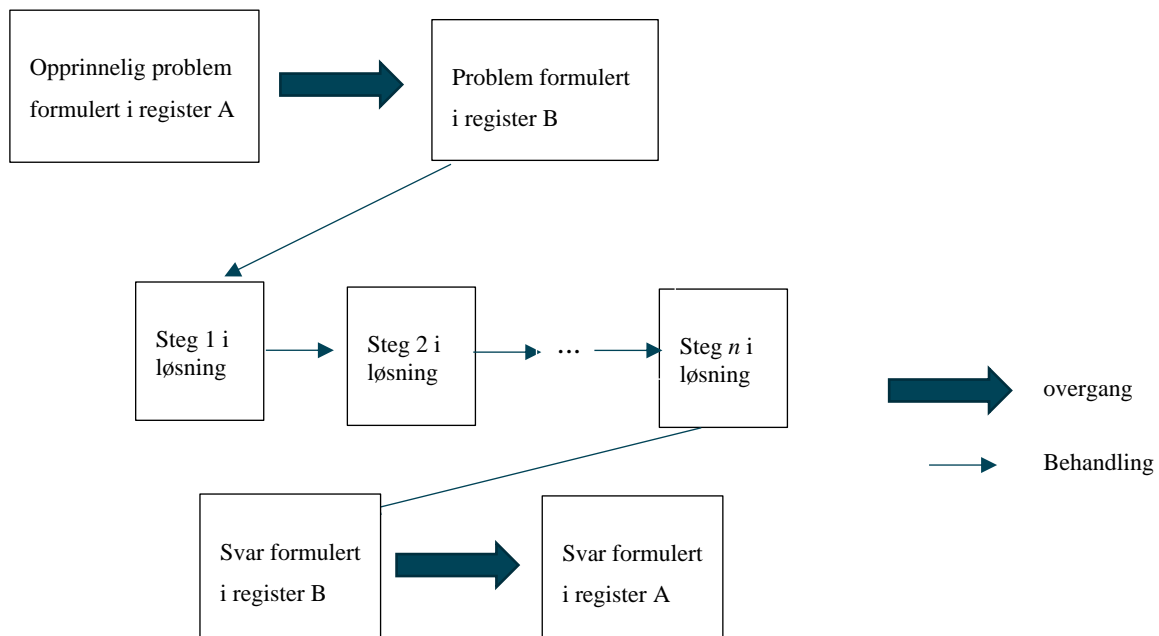 Opprinnelig problem
formulert i register A
Problem formulert
i register B
Steg 1 i
løsning
Steg 2 i
løsning
...
Steg n i
løsning
overgang
Behandling
Svar formulert
i register B
Svar formulert
i register A